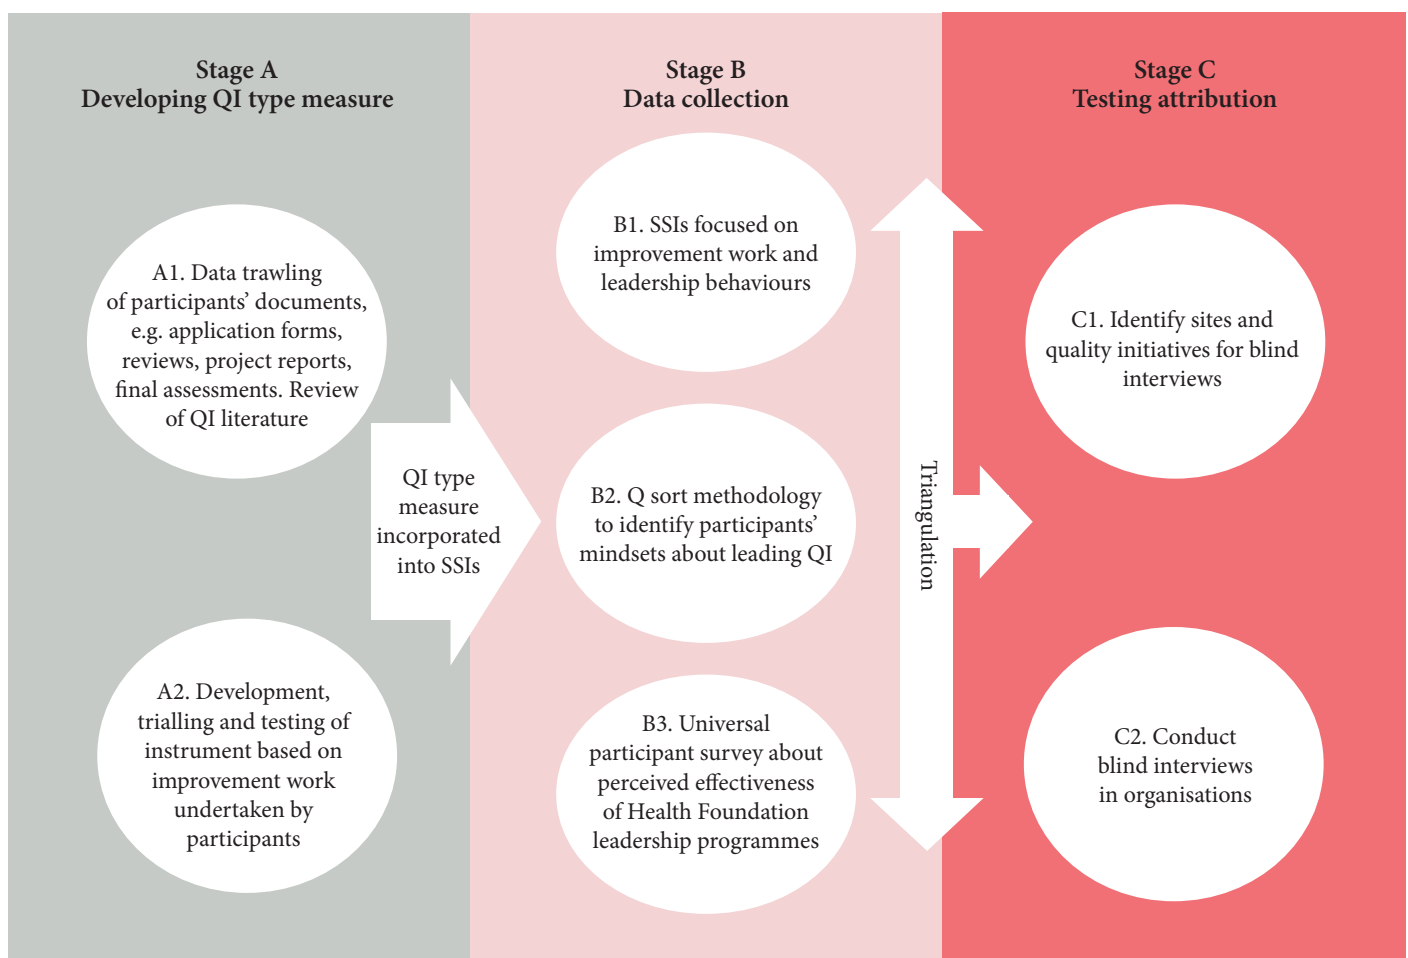 Stage A
Developing QI type measure
A1. Data trawling
of participants’ documents,
e.g. application forms,
reviews, project reports,
final assessments. Review
of QI literature
A2. Development,
trialling and testing of
instrument based on
improvement work
undertaken by
participants
QI type
measure
incorporated
into SSIs
Stage B
Data collection
B1. SSIs focused on
improvement work and
leadership behaviours
B2. Q sort methodology
to identify participants’
mindsets about leading QI
B3. Universal
participant survey about
perceived effectiveness
of Health Foundation
leadership programmes
Triangulation
Stage C
Testing attribution
C1. Identify sites and
quality initiatives for blind
interviews
C2. Conduct
blind interviews
in organisations